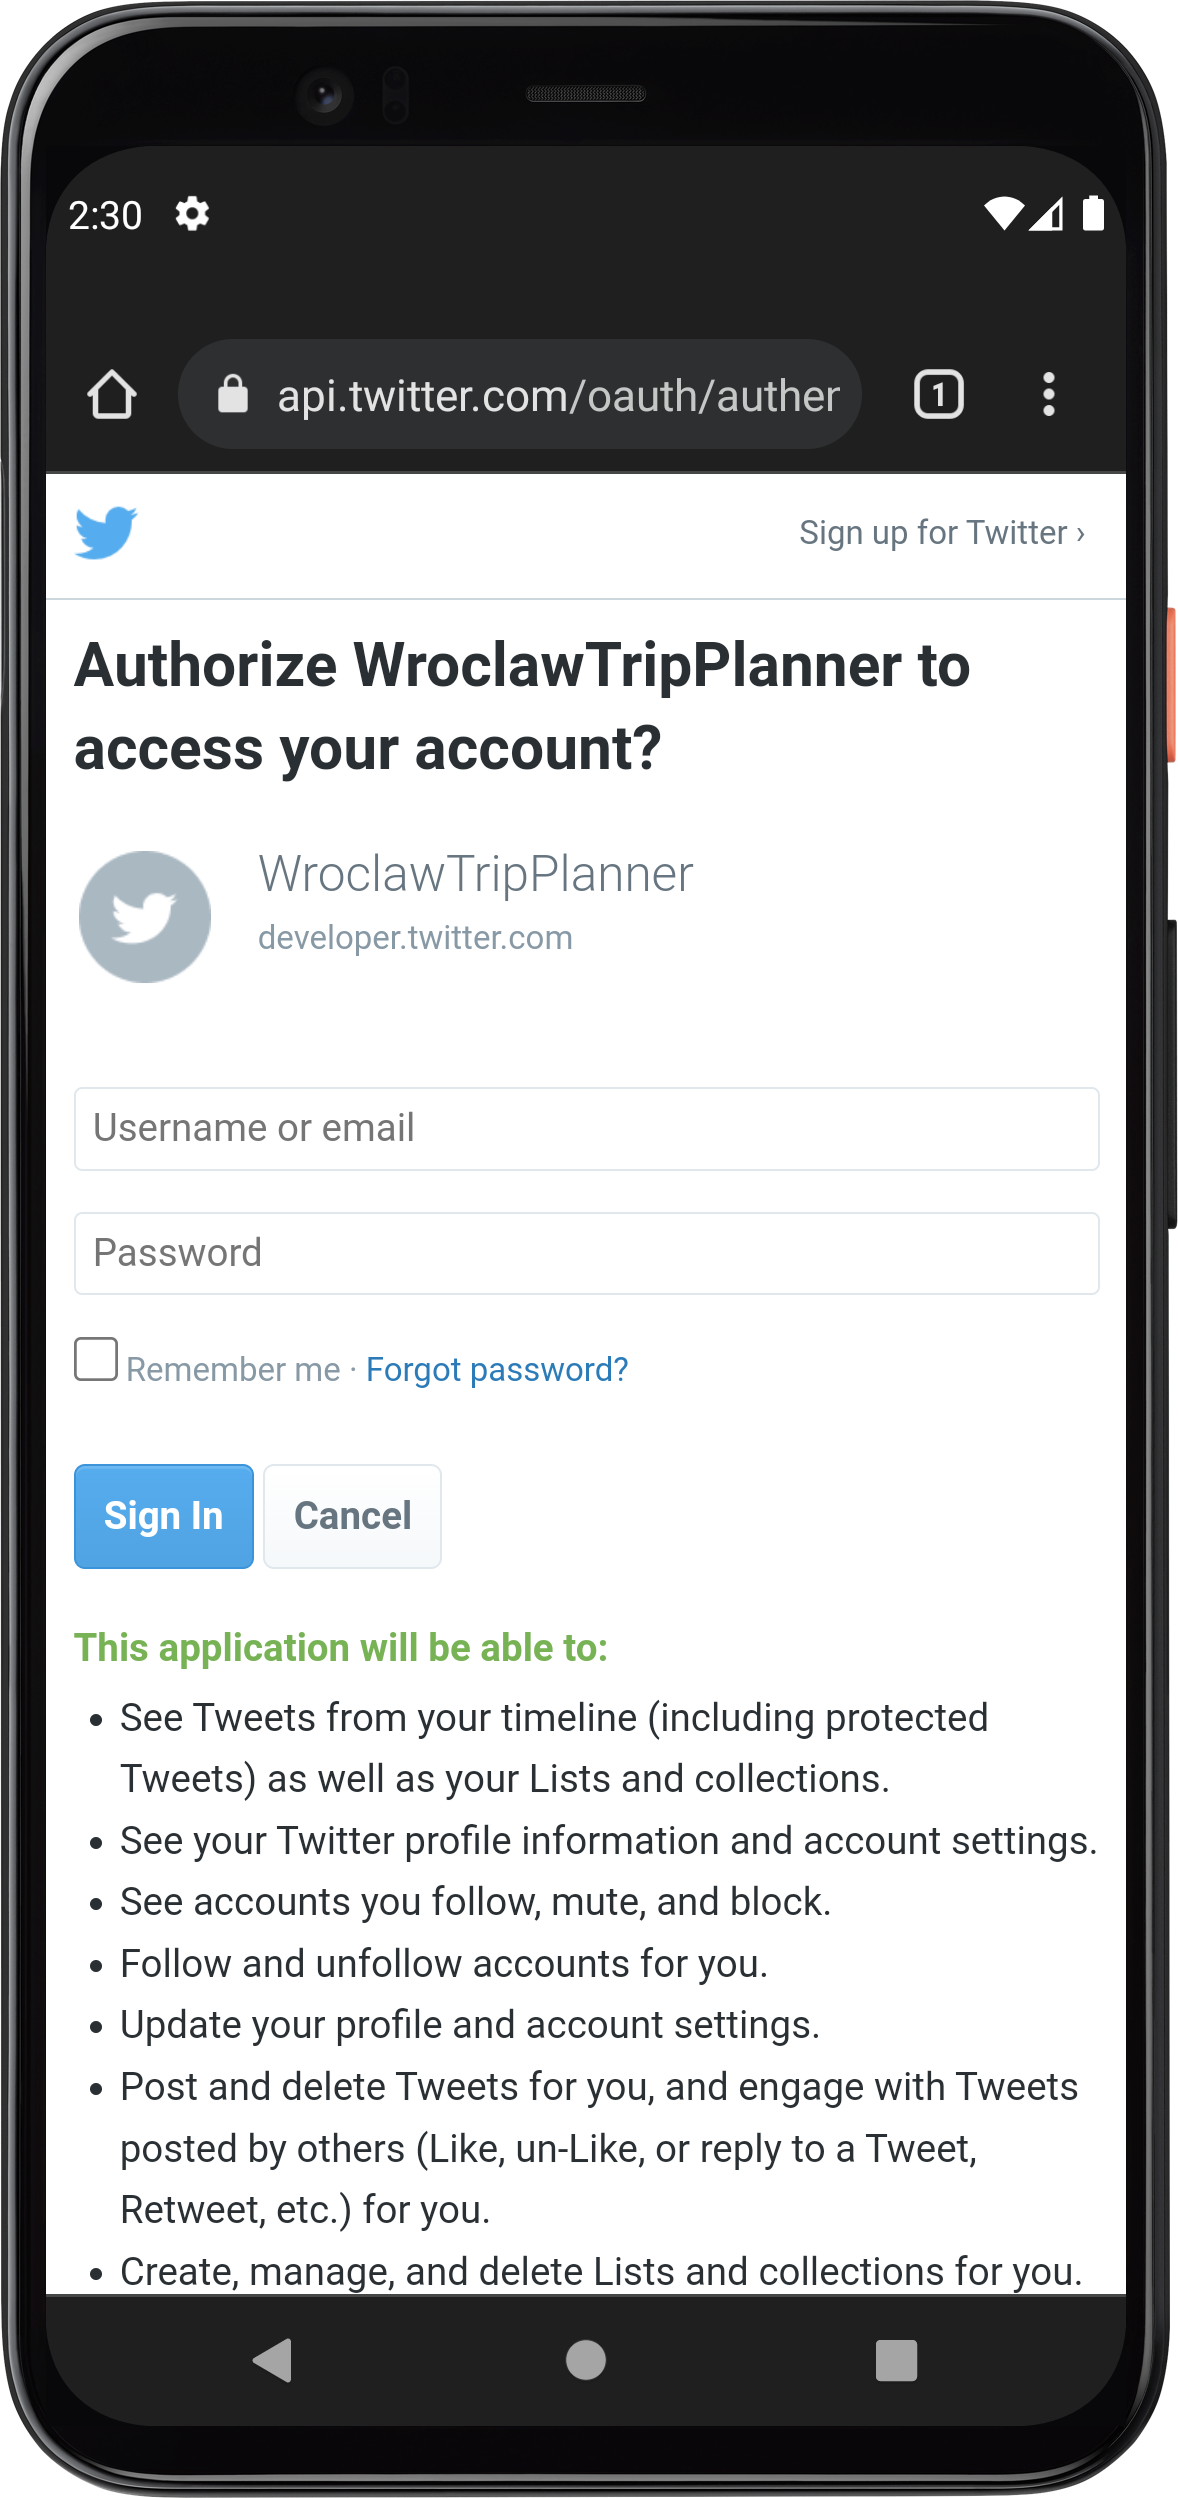 2:30
api.twitter.com/oauth/auther
1
Sign up for Twitter ›
Authorize WroclawTripPlanner to
access your account?
WroclawTripPlanner
developer.twitter.com
Username or email
Password
Remember me · Forgot password?
Sign In Cancel
This application will be able to:
• See Tweets from your timeline (including protected
Tweets) as well as your Lists and collections.
• See your Twitter profile information and account settings.
• See accounts you follow, mute, and block.
• Follow and unfollow accounts for you.
• Update your profile and account settings.
• Post and delete Tweets for you, and engage with Tweets
posted by others (Like, un-Like, or reply to a Tweet,
Retweet, etc.) for you.
• Create, manage, and delete Lists and collections for you.